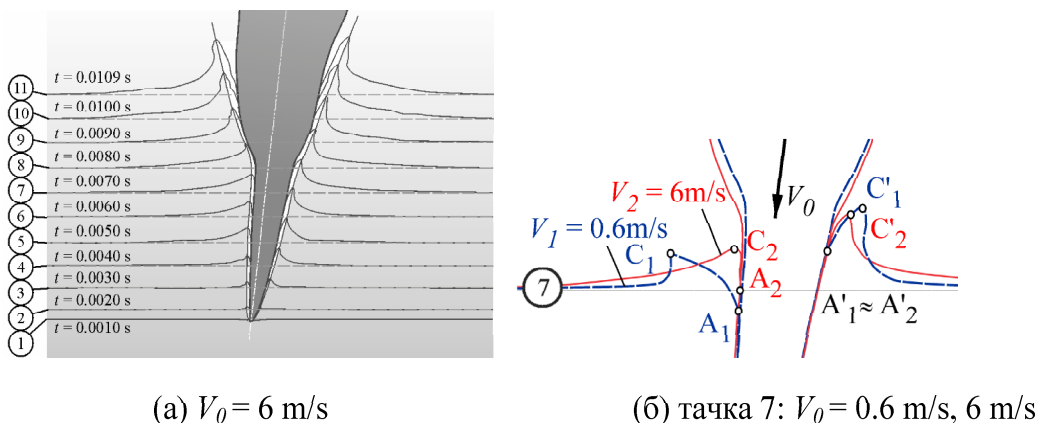 t = 0.0109 s
11
t = 0.0100 s
10
t = 0.0090 s
9
t = 0.0080 s
8
t = 0.0070 s
7
t = 0.0060 s
6
t = 0.0050 s
5
t = 0.0040 s
4
t = 0.0030 s
3
t = 0.0020 s
2
t = 0.0010 s
1
V₂ = 6m/s
V₀
C'₁
V₁ = 0.6m/s
C'₂
C₁
C₂
7
A₂
A₁
A'₁≈ A'₂
(а) V₀ = 6 m/s
(б) тачка 7: V₀ = 0.6 m/s, 6 m/s